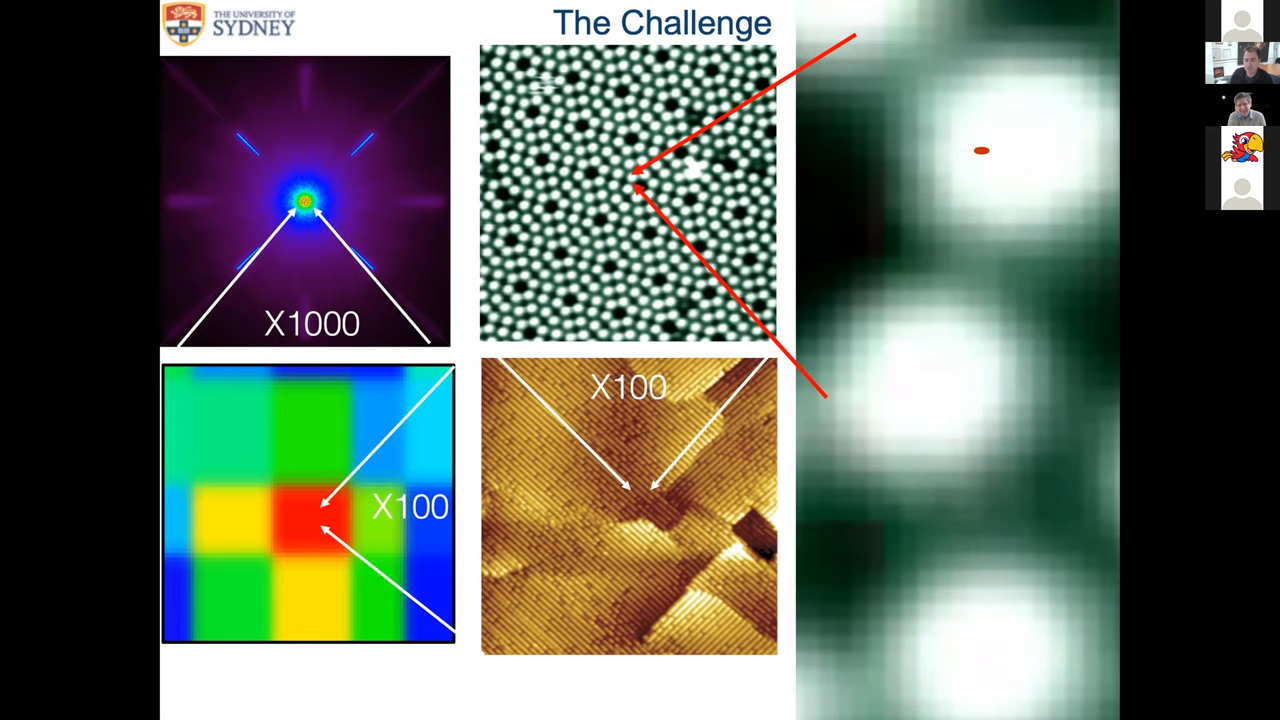 THE UNIVERSITY OF
SYDNEY
The Challenge
X1000
X100
X100